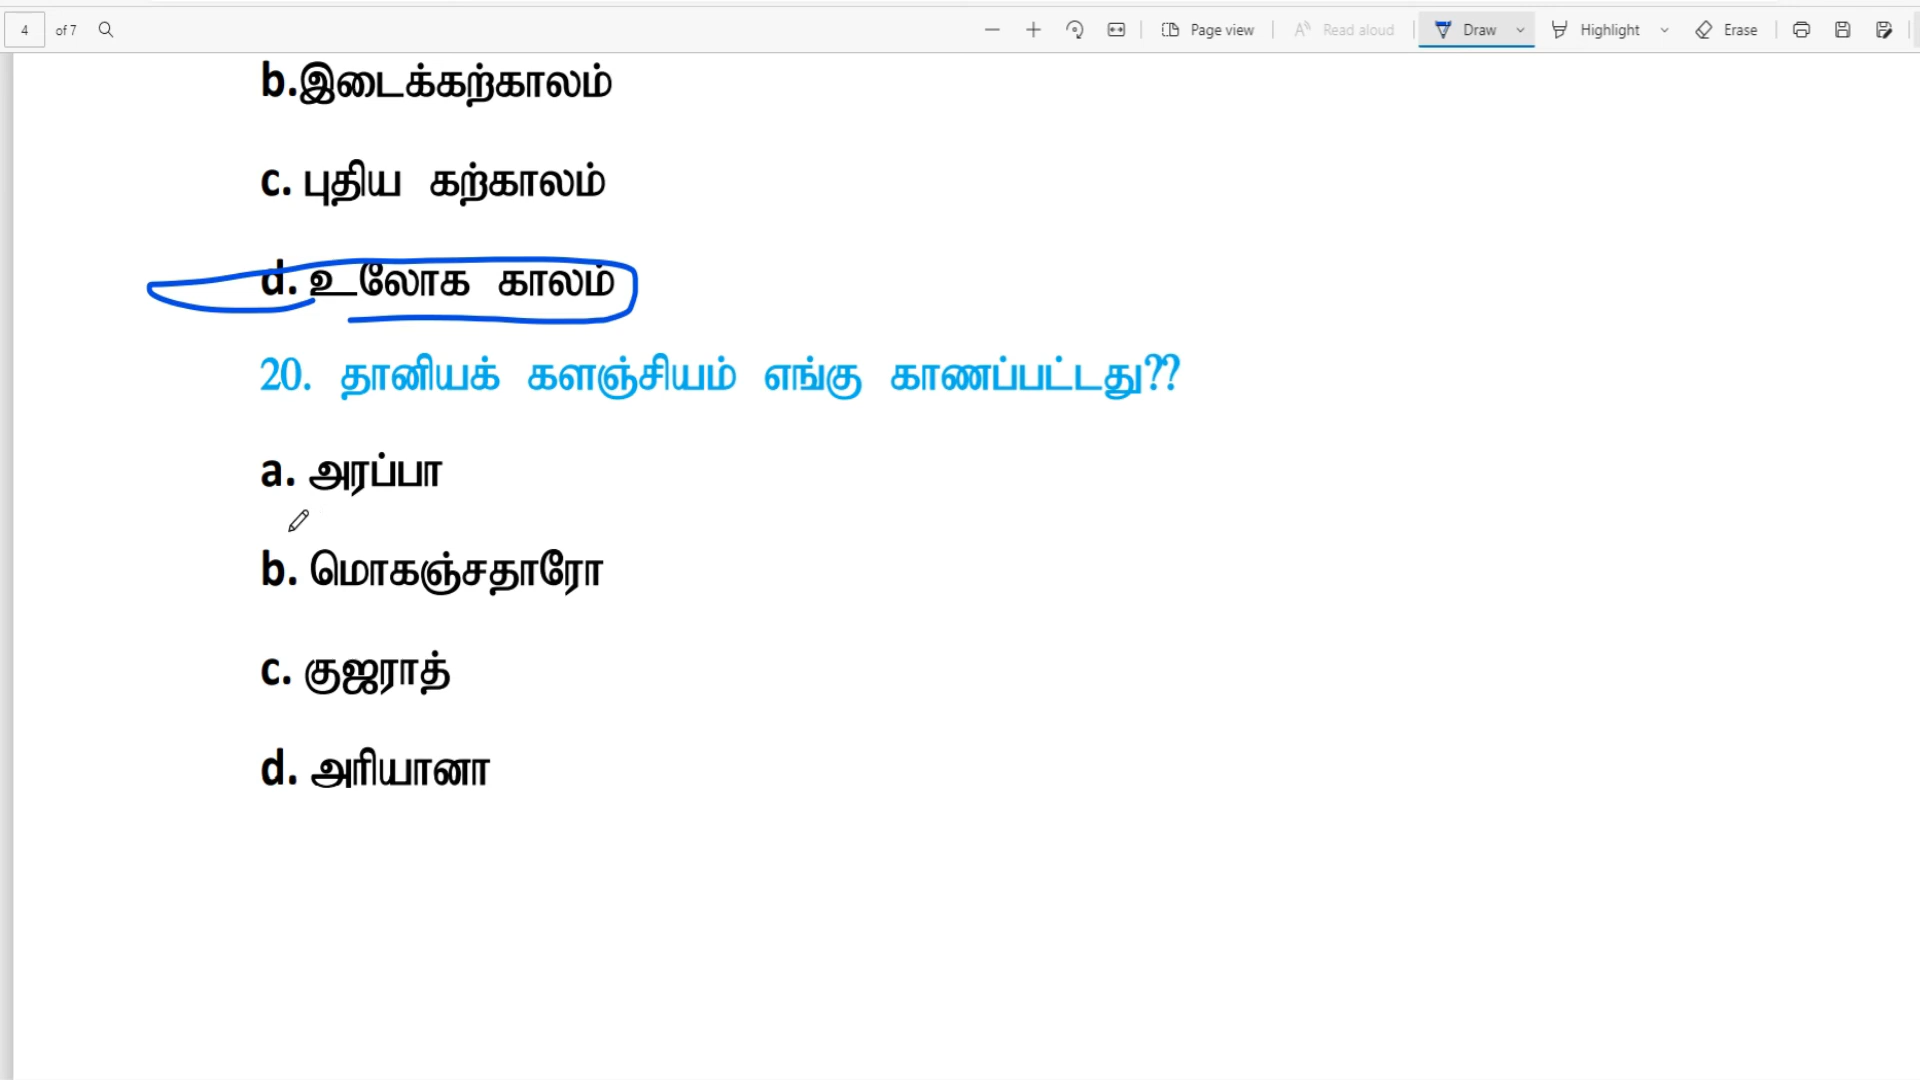 4 of 7 Page view Read aloud Draw Highlight Erase
b.இடைக்கற்காலம்
c. புதிய கற்காலம்
d. உலோக காலம்
20. தானியக் களஞ்சியம் எங்கு காணப்பட்டது??
a. அரப்பா
b. மொகஞ்சதாரோ
c. குஜராத்
d. அரியானா